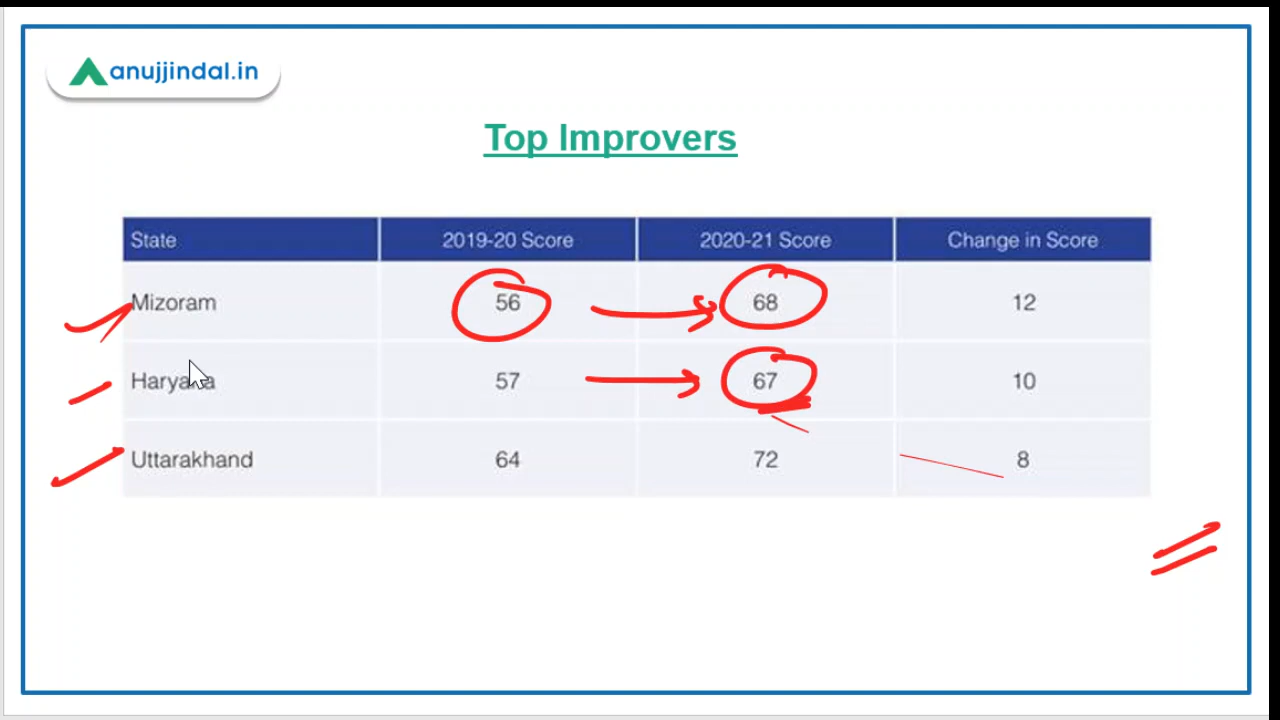 anujjindal.in
Top Improvers
State 2019-20 Score 2020-21 Score Change in Score
Mizoram 56 68 12
Haryana 57 67 10
Uttarakhand 64 72 8